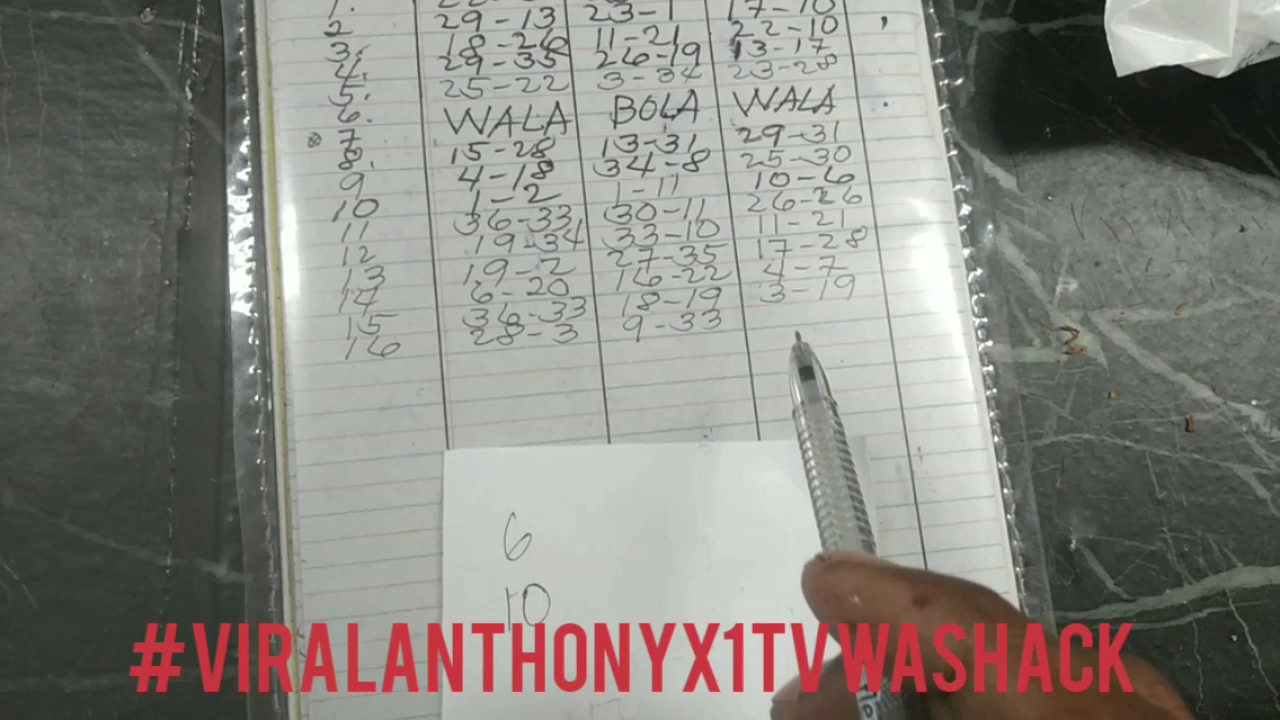 1.
23-1 17-10
2 29-13 11-21 22-10
3. 18-26 26-19 13-17
4. 29-35 3-34 23-28
5. 25-22
6. WALA BOLA WALA
7 15-28 13-31 29-31
8. 4-18 34-8 25-30
9 1-2 1-11 10-6
10 36-33 30-11 26-26
11 19-34 33-10 11-21
12 19-2 27-35 17-28
13 6-20 16-22 4-7
14 36-33 18-19 3-19
15 28-3 9-33
16
6
10
#VIRALANTHONYX1TVWASHACK